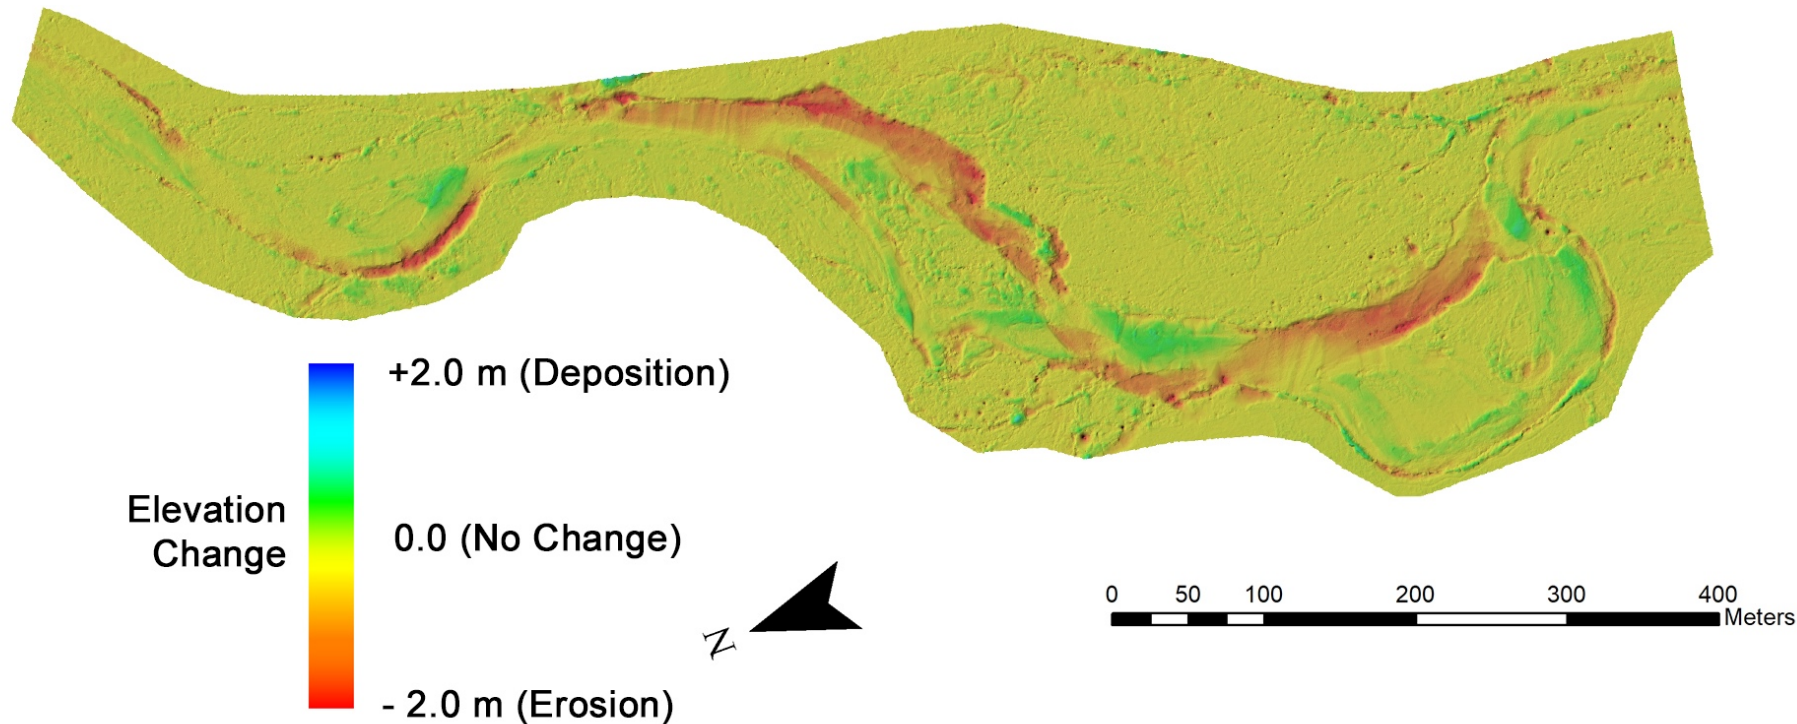 +2.0 m (Deposition)
Elevation
Change
0.0 (No Change)
- 2.0 m (Erosion)
N
0 50 100 200 300 400
Meters